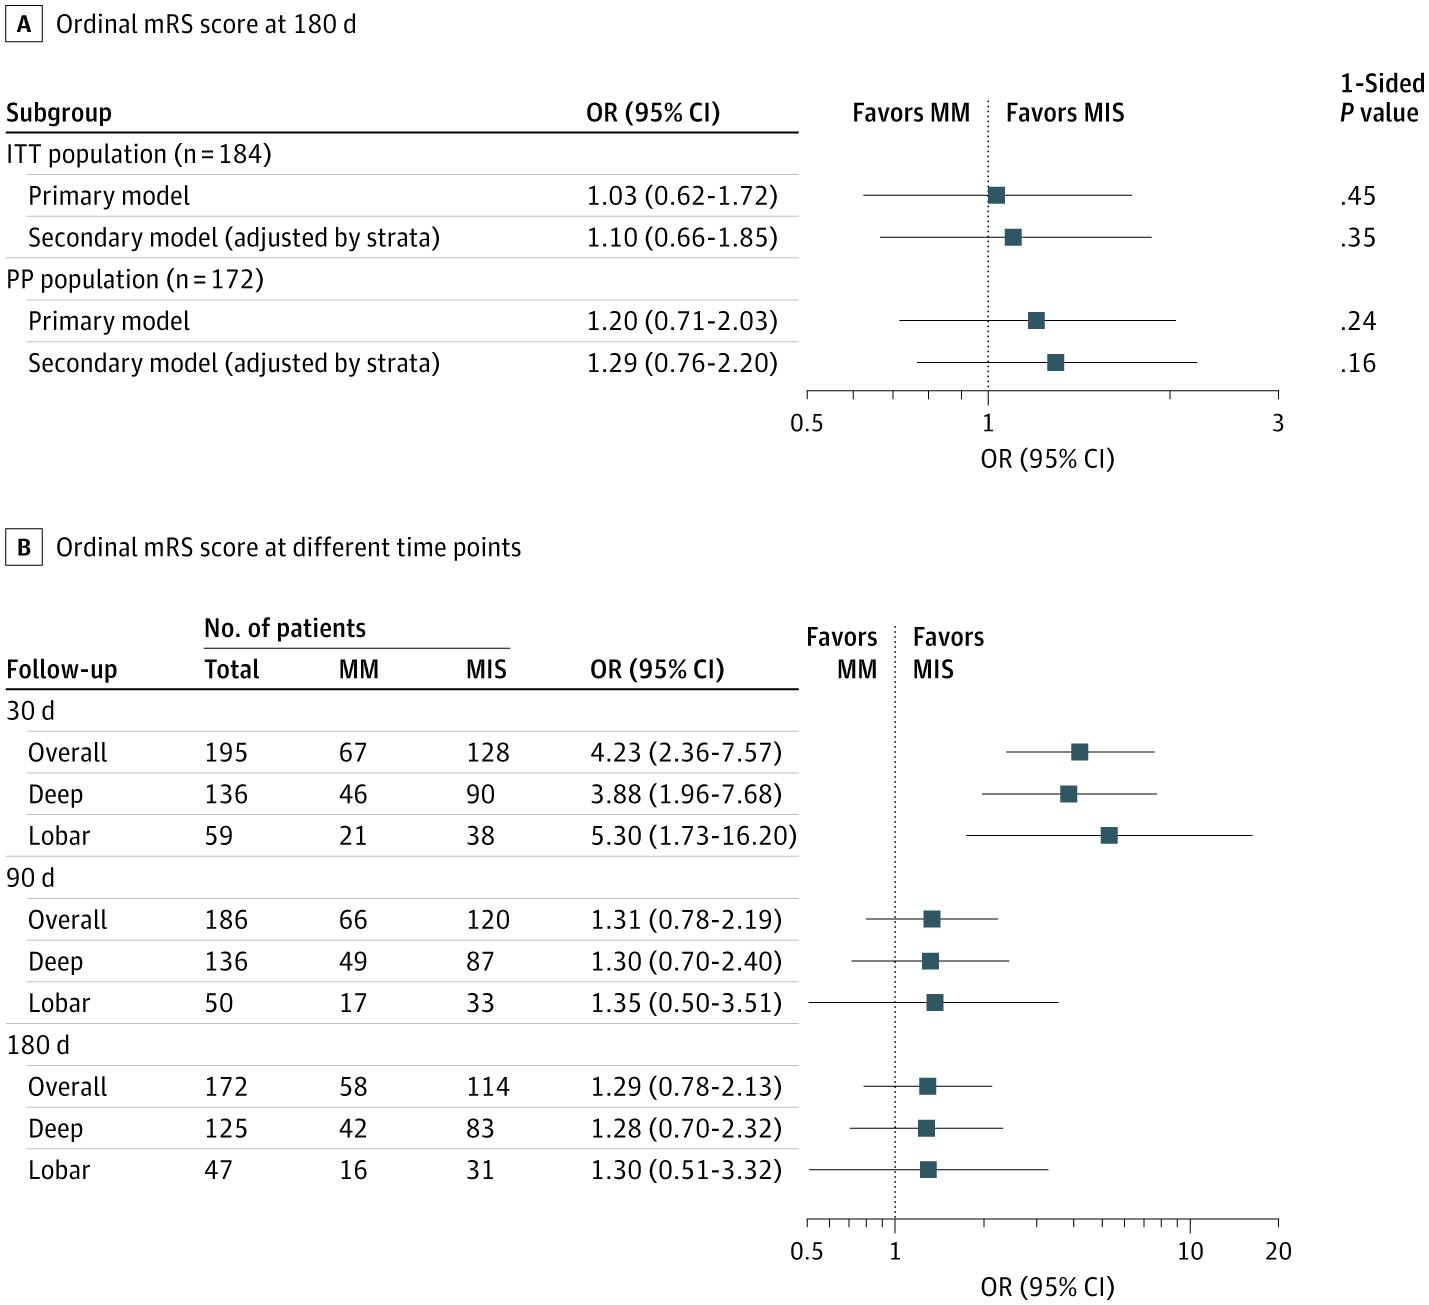 A Ordinal mRS score at 180 d
1-Sided
Subgroup OR (95% CI) Favors MM Favors MIS P value
ITT population (n = 184)
Primary model 1.03 (0.62-1.72) .45
Secondary model (adjusted by strata) 1.10 (0.66-1.85) .35
PP population (n = 172)
Primary model 1.20 (0.71-2.03) .24
Secondary model (adjusted by strata) 1.29 (0.76-2.20) .16
0.5 1 3
OR (95% CI)
B Ordinal mRS score at different time points
No. of patients Favors Favors
Follow-up Total MM MIS OR (95% CI) MM MIS
30 d
Overall 195 67 128 4.23 (2.36-7.57)
Deep 136 46 90 3.88 (1.96-7.68)
Lobar 59 21 38 5.30 (1.73-16.20)
90 d
Overall 186 66 120 1.31 (0.78-2.19)
Deep 136 49 87 1.30 (0.70-2.40)
Lobar 50 17 33 1.35 (0.50-3.51)
180 d
Overall 172 58 114 1.29 (0.78-2.13)
Deep 125 42 83 1.28 (0.70-2.32)
Lobar 47 16 31 1.30 (0.51-3.32)
0.5 1 10 20
OR (95% CI)